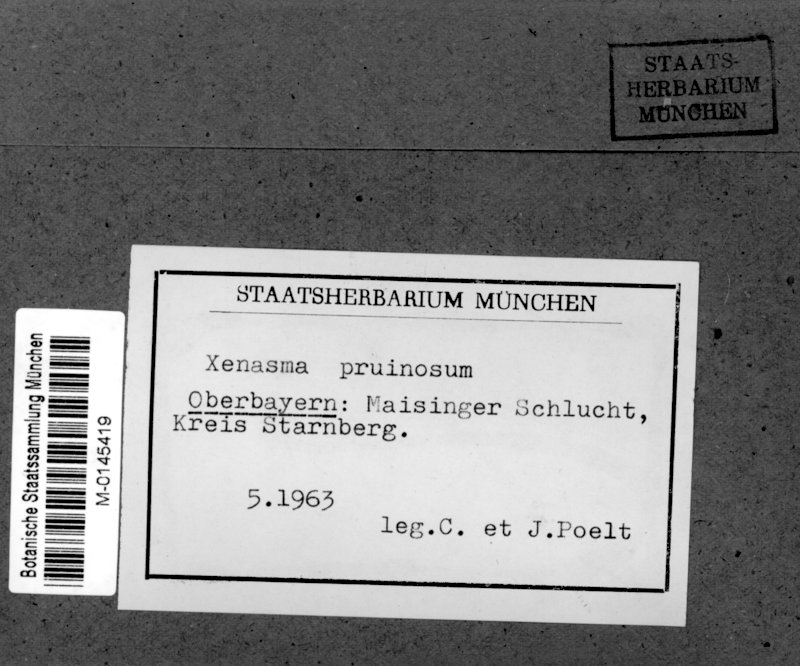 STAATS-
HERBARIUM
MÜNCHEN
STAATSHERBARIUM MÜNCHEN
Xenasma pruinosum
Oberbayern: Maisinger Schlucht,
Kreis Starnberg.
5.1963
leg.C. et J.Poelt
Botanische Staatssammlung München
M-0145419